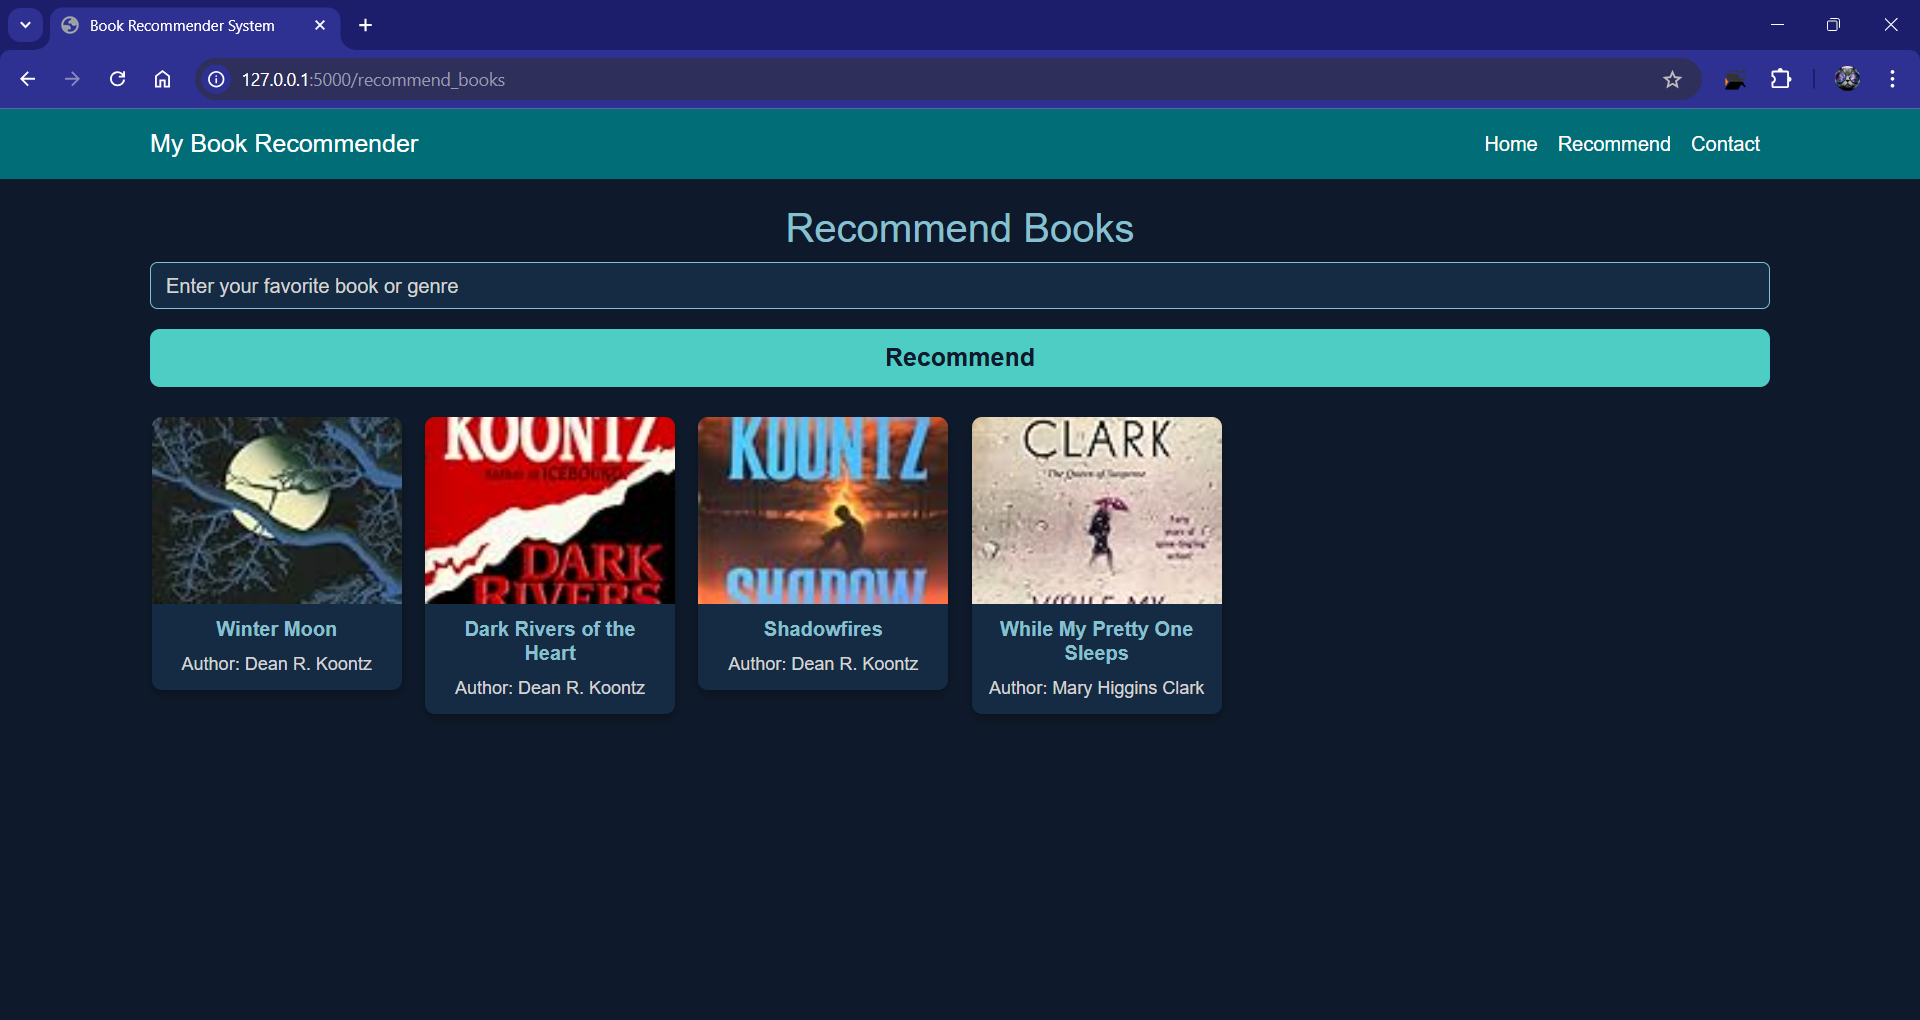 Book Recommender System
127.0.0.1:5000/recommend_books
My Book Recommender
Home Recommend Contact
Recommend Books
Enter your favorite book or genre
Recommend
KOONTZ
DARK
RIVERS
KOONTZ
SHADOW
CLARK
The Queen of Suspense
WHILE MY
Winter Moon
Author: Dean R. Koontz
Dark Rivers of the
Heart
Author: Dean R. Koontz
Shadowfires
Author: Dean R. Koontz
While My Pretty One
Sleeps
Author: Mary Higgins Clark